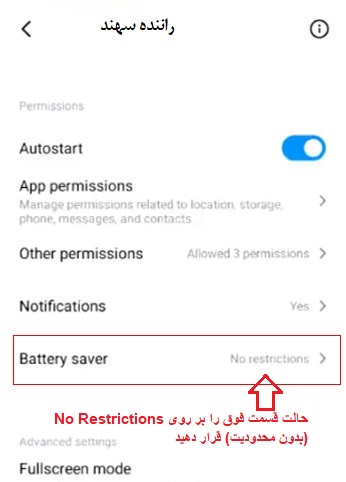 راننده سهند
Permissions
Autostart
App permissions
Manage permissions related to location, storage,
phone, messages, and contacts.
Other permissions Allowed 3 permissions
Notifications Yes
Battery saver No restrictions
حالت قسمت فوق را بر روی No Restrictions
(بدون محدودیت) قرار دهید
Advanced settings
Fullscreen mode